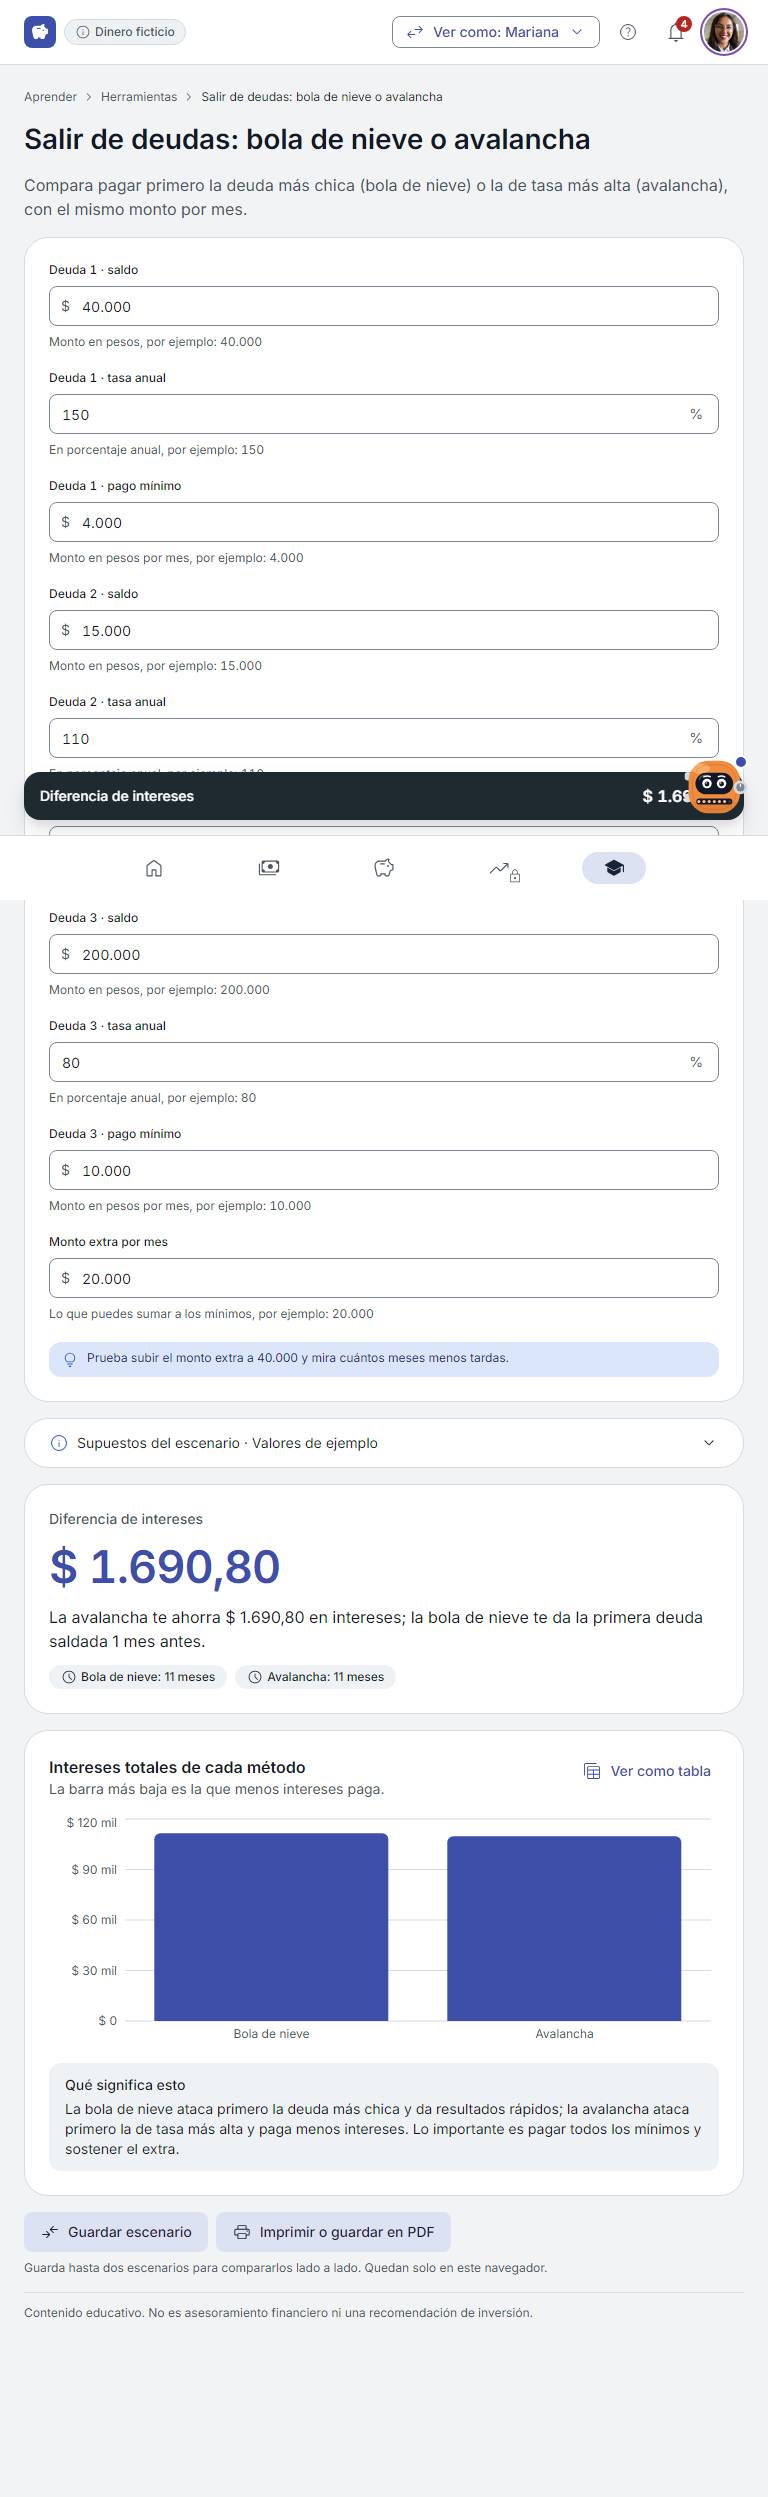 Dinero ficticio
Ver como: Mariana
4
Aprender > Herramientas > Salir de deudas: bola de nieve o avalancha
Salir de deudas: bola de nieve o avalancha
Compara pagar primero la deuda más chica (bola de nieve) o la de tasa más alta (avalancha),
con el mismo monto por mes.
Deuda 1 · saldo
$ 40.000
Monto en pesos, por ejemplo: 40.000
Deuda 1 · tasa anual
150 %
En porcentaje anual, por ejemplo: 150
Deuda 1 · pago mínimo
$ 4.000
Monto en pesos por mes, por ejemplo: 4.000
Deuda 2 · saldo
$ 15.000
Monto en pesos, por ejemplo: 15.000
Deuda 2 · tasa anual
110 %
Diferencia de intereses $ 1.69
Deuda 3 · saldo
$ 200.000
Monto en pesos, por ejemplo: 200.000
Deuda 3 · tasa anual
80 %
En porcentaje anual, por ejemplo: 80
Deuda 3 · pago mínimo
$ 10.000
Monto en pesos por mes, por ejemplo: 10.000
Monto extra por mes
$ 20.000
Lo que puedes sumar a los mínimos, por ejemplo: 20.000
Prueba subir el monto extra a 40.000 y mira cuántos meses menos tardas.
Supuestos del escenario · Valores de ejemplo
Diferencia de intereses
$ 1.690,80
La avalancha te ahorra $ 1.690,80 en intereses; la bola de nieve te da la primera deuda
saldada 1 mes antes.
Bola de nieve: 11 meses
Avalancha: 11 meses
Intereses totales de cada método
Ver como tabla
La barra más baja es la que menos intereses paga.
$ 120 mil
$ 90 mil
$ 60 mil
$ 30 mil
$ 0
Bola de nieve
Avalancha
Qué significa esto
La bola de nieve ataca primero la deuda más chica y da resultados rápidos; la avalancha ataca
primero la de tasa más alta y paga menos intereses. Lo importante es pagar todos los mínimos y
sostener el extra.
Guardar escenario
Imprimir o guardar en PDF
Guarda hasta dos escenarios para compararlos lado a lado. Quedan solo en este navegador.
Contenido educativo. No es asesoramiento financiero ni una recomendación de inversión.